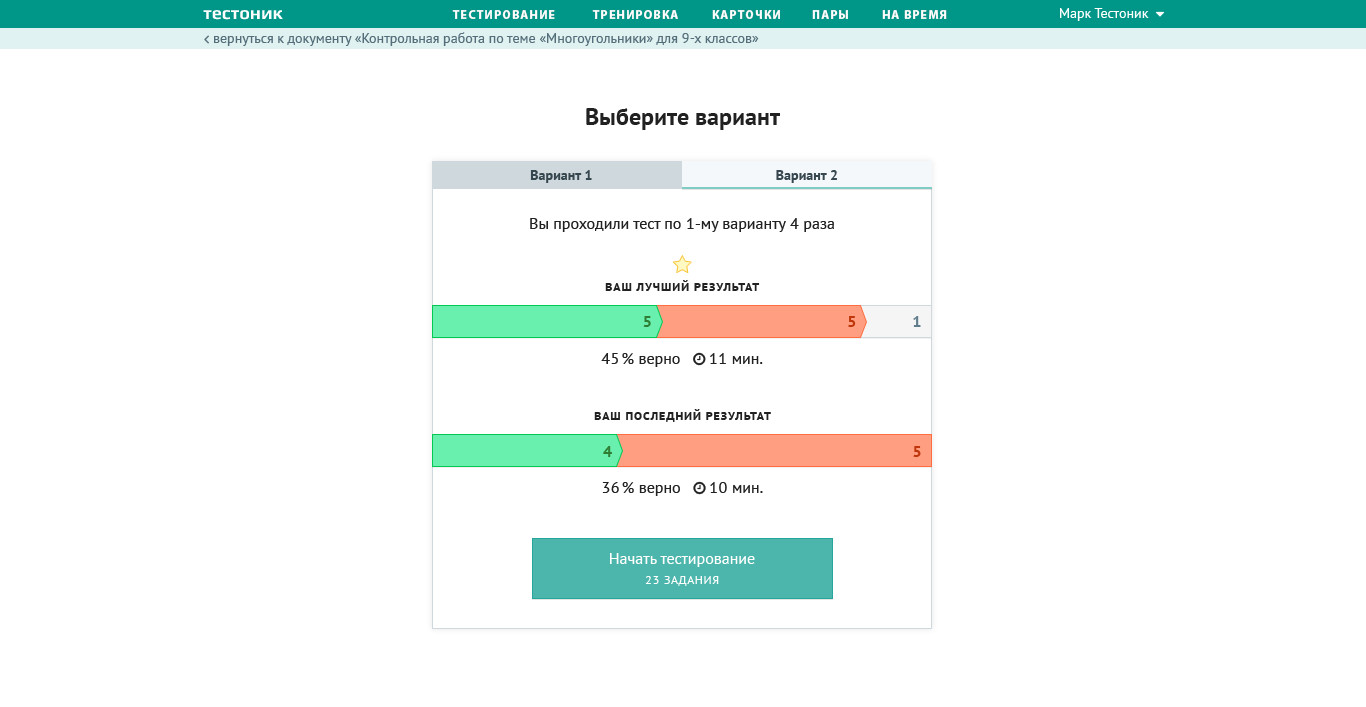 тестоник
ТЕСТИРОВАНИЕ ТРЕНИРОВКА КАРТОЧКИ ПАРЫ НА ВРЕМЯ
Марк Тестоник
вернуться к документу «Контрольная работа по теме «Многоугольники» для 9-х классов»
Выберите вариант
Вариант 1 Вариант 2
Вы проходили тест по 1-му варианту 4 раза
ВАШ ЛУЧШИЙ РЕЗУЛЬТАТ
5 5 1
45 % верно 11 мин.
ВАШ ПОСЛЕДНИЙ РЕЗУЛЬТАТ
4 5
36 % верно 10 мин.
Начать тестирование
23 ЗАДАНИЯ